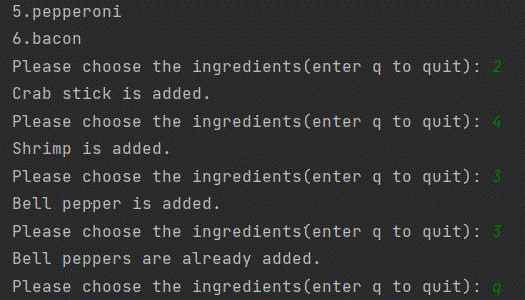 5.pepperoni
6.bacon
Please choose the ingredients(enter q to quit): 2
Crab stick is added.
Please choose the ingredients(enter q to quit): 4
Shrimp is added.
Please choose the ingredients(enter q to quit): 3
Bell pepper is added.
Please choose the ingredients(enter q to quit): 3
Bell peppers are already added.
Please choose the ingredients(enter q to quit): q